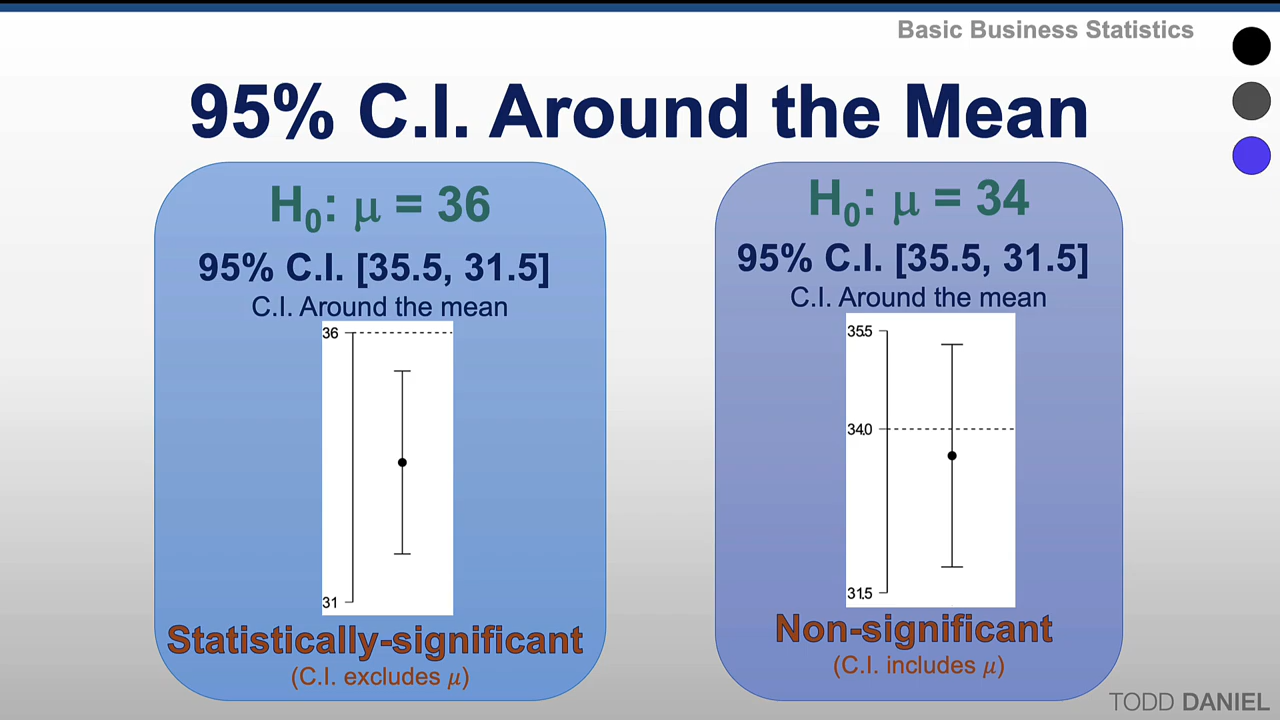 Basic Business Statistics
95% C.I. Around the Mean
H₀: μ = 36
95% C.I. [35.5, 31.5]
C.I. Around the mean
36
31
Statistically-significant
(C.I. excludes μ)
H₀: μ = 34
95% C.I. [35.5, 31.5]
C.I. Around the mean
35.5
34.0
31.5
Non-significant
(C.I. includes μ)
TODD DANIEL